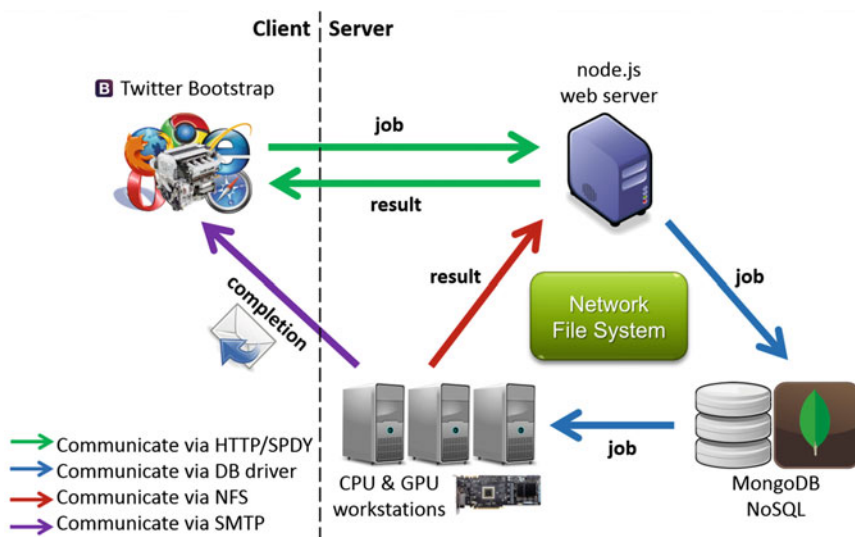 Client Server
B Twitter Bootstrap
node.js
web server
job
result
result
job
completion
Network
File System
job
CPU & GPU
workstations
MongoDB
NoSQL
Communicate via HTTP/SPDY
Communicate via DB driver
Communicate via NFS
Communicate via SMTP